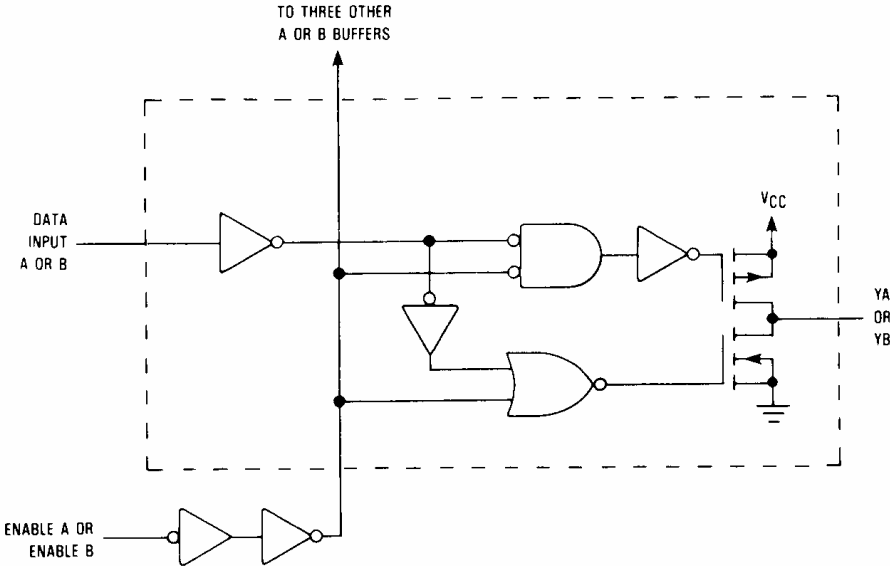 TO THREE OTHER
A OR B BUFFERS
DATA
INPUT
A OR B
VCC
YA
OR
YB
ENABLE A OR
ENABLE B